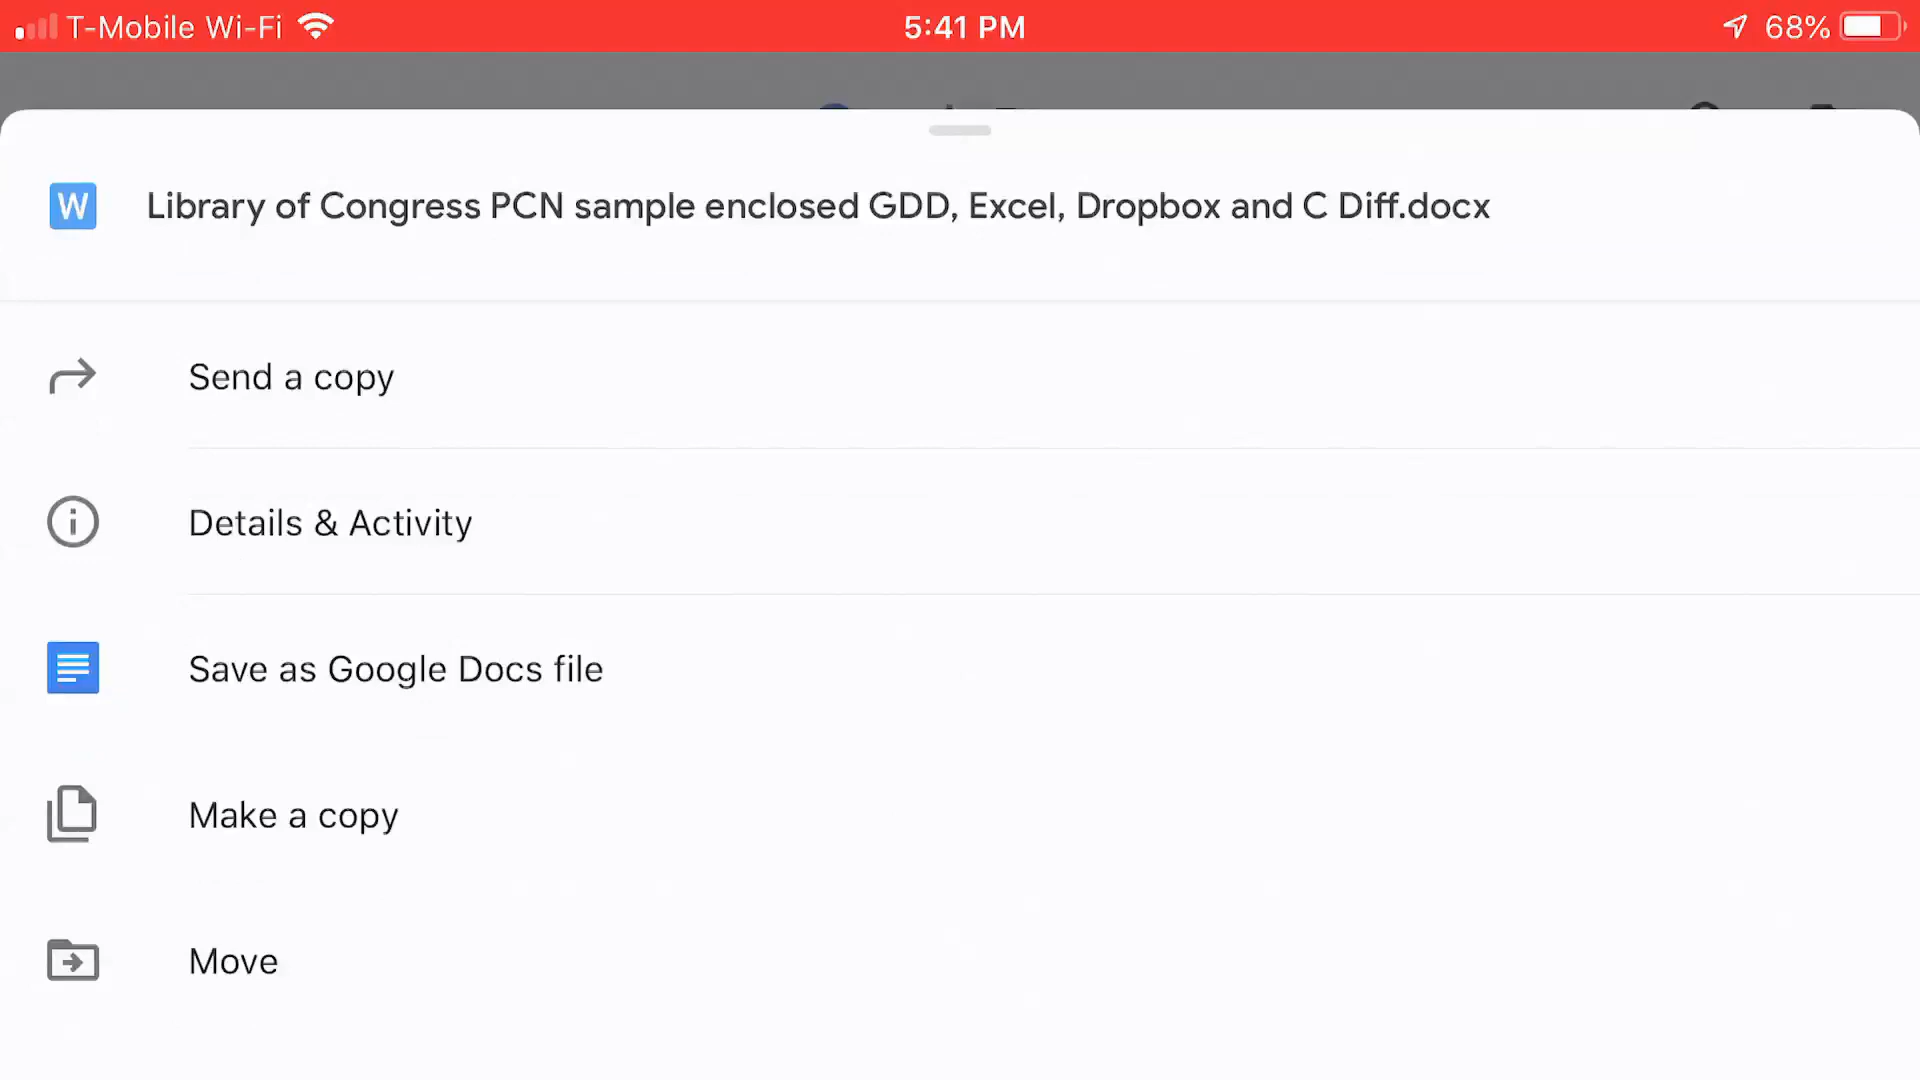 T-Mobile Wi-Fi 5:41 PM 68%
W Library of Congress PCN sample enclosed GDD, Excel, Dropbox and C Diff.docx
Send a copy
Details & Activity
Save as Google Docs file
Make a copy
Move